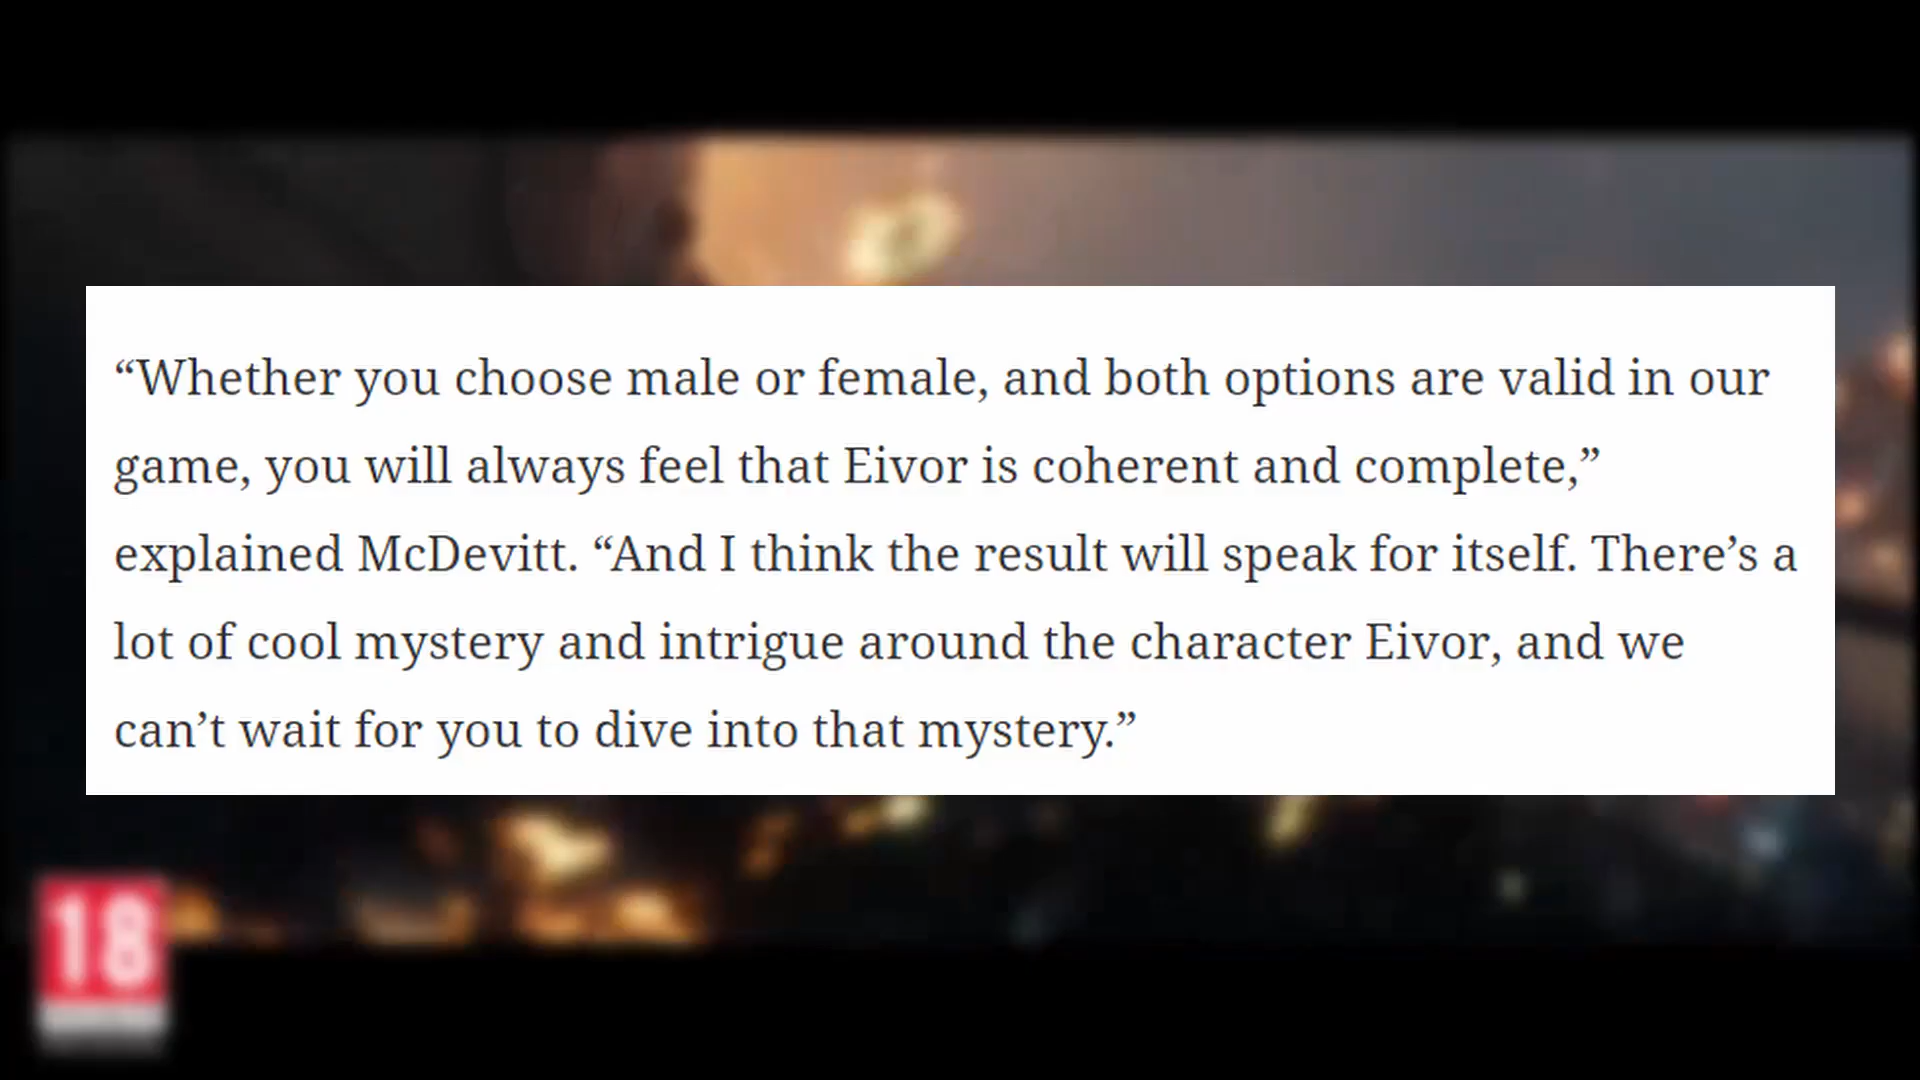 “Whether you choose male or female, and both options are valid in our
game, you will always feel that Eivor is coherent and complete,”
explained McDevitt. “And I think the result will speak for itself. There’s a
lot of cool mystery and intrigue around the character Eivor, and we
can’t wait for you to dive into that mystery.”
18